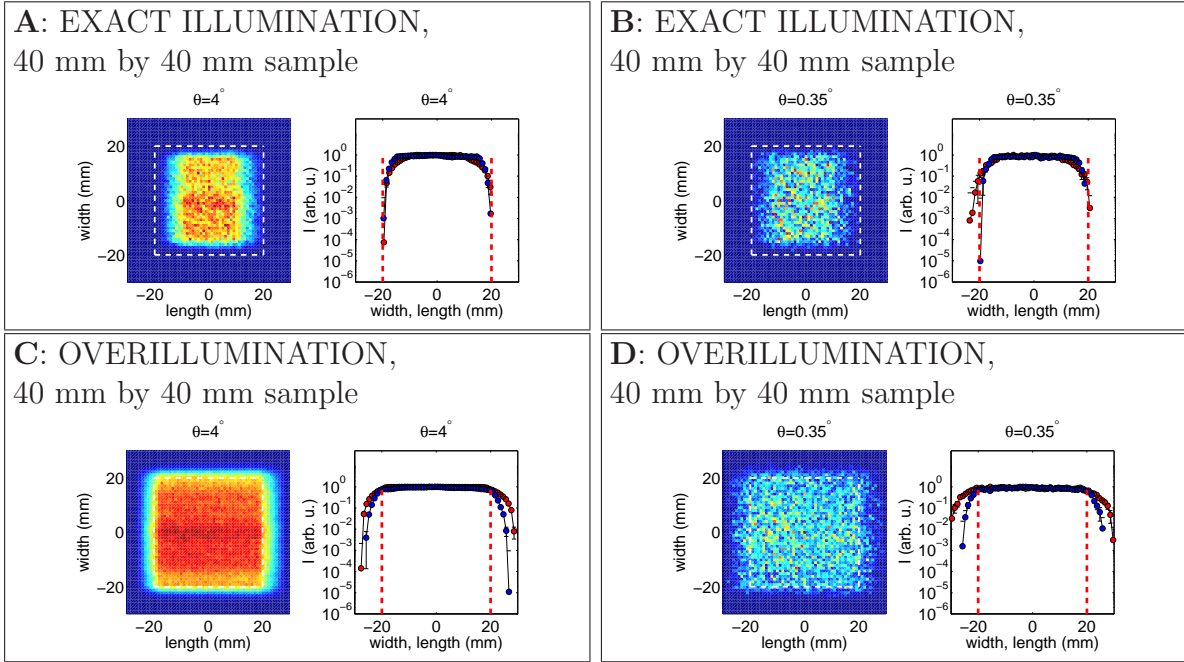 A: EXACT ILLUMINATION,
40 mm by 40 mm sample
θ=4°
20
0
−20
width (mm)
−20 0 20
length (mm)
θ=4°
10^0
10^-1
10^-2
10^-3
10^-4
10^-5
10^-6
I (arb. u.)
−20 0 20
width, length (mm)
B: EXACT ILLUMINATION,
40 mm by 40 mm sample
θ=0.35°
20
0
−20
width (mm)
−20 0 20
length (mm)
θ=0.35°
10^0
10^-1
10^-2
10^-3
10^-4
10^-5
10^-6
I (arb. u.)
−20 0 20
width, length (mm)
C: OVERILLUMINATION,
40 mm by 40 mm sample
θ=4°
20
0
−20
width (mm)
−20 0 20
length (mm)
θ=4°
10^0
10^-1
10^-2
10^-3
10^-4
10^-5
10^-6
I (arb. u.)
−20 0 20
width, length (mm)
D: OVERILLUMINATION,
40 mm by 40 mm sample
θ=0.35°
20
0
−20
width (mm)
−20 0 20
length (mm)
θ=0.35°
10^0
10^-1
10^-2
10^-3
10^-4
10^-5
10^-6
I (arb. u.)
−20 0 20
width, length (mm)